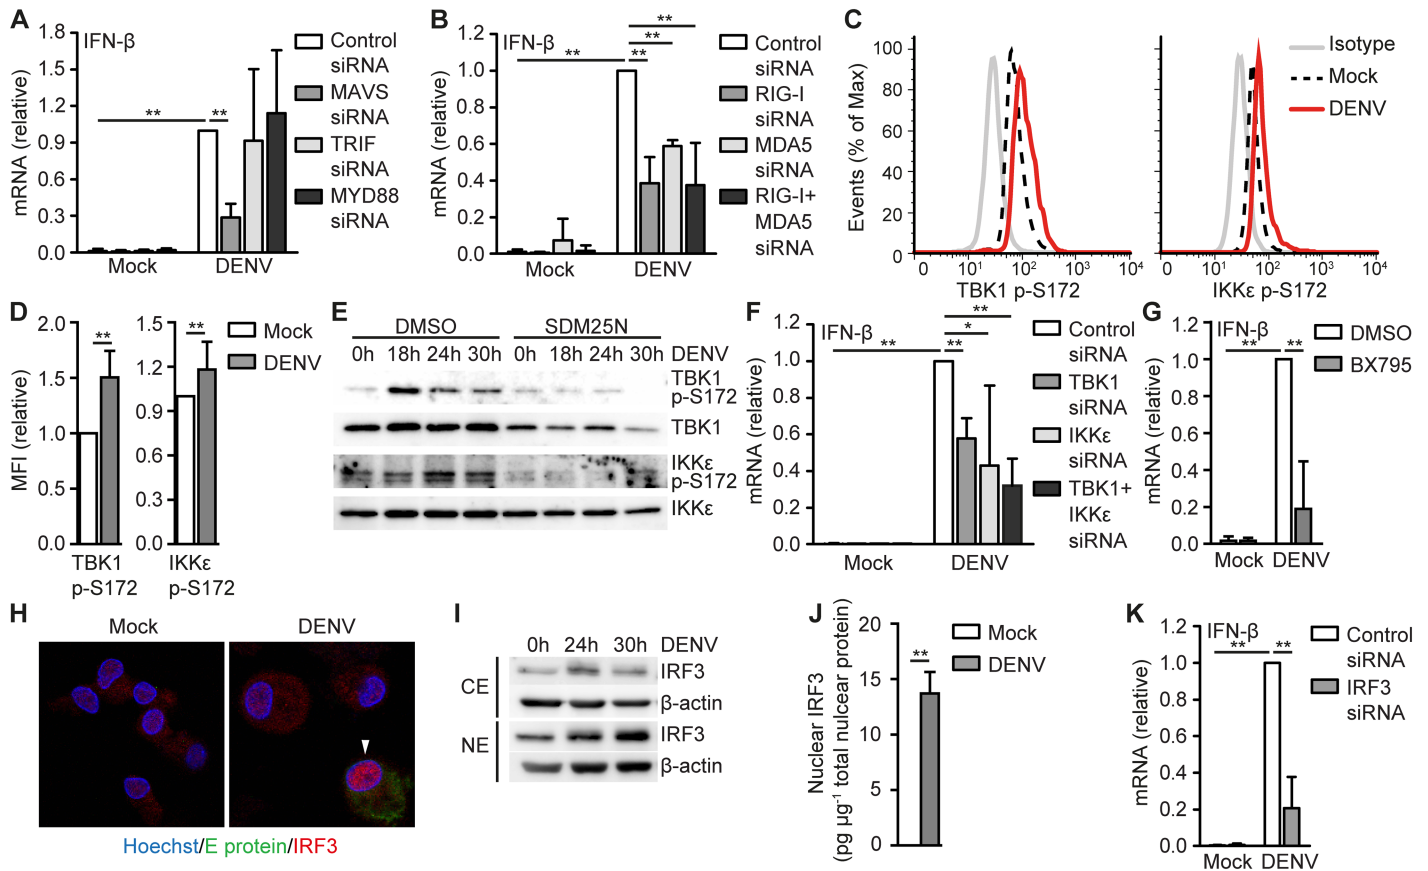 A
IFN-β
mRNA (relative)
1.8
1.5
1.2
0.9
0.6
0.3
0.0
**
**
Mock
DENV
Control
siRNA
MAVS
siRNA
TRIF
siRNA
MYD88
siRNA
B
IFN-β
mRNA (relative)
1.2
1.0
0.8
0.6
0.4
0.2
0.0
**
**
**
**
Mock
DENV
Control
siRNA
RIG-I
siRNA
MDA5
siRNA
RIG-I+
MDA5
siRNA
C
Events (% of Max)
100
80
60
40
20
0
0 10¹ 10² 10³ 10⁴
TBK1 p-S172
0 10¹ 10² 10³ 10⁴
IKKε p-S172
Isotype
Mock
DENV
D
MFI (relative)
2.0
1.5
1.0
0.5
0.0
**
TBK1
p-S172
1.5
1.2
0.9
0.6
0.3
0.0
**
IKKε
p-S172
Mock
DENV
E
DMSO SDM25N
0h 18h 24h 30h 0h 18h 24h 30h DENV
TBK1
p-S172
TBK1
IKKε
p-S172
IKKε
F
IFN-β
mRNA (relative)
1.2
1.0
0.8
0.6
0.4
0.2
0.0
**
**
*
**
Mock
DENV
Control
siRNA
TBK1
siRNA
IKKε
siRNA
TBK1+
IKKε
siRNA
G
IFN-β
mRNA (relative)
1.2
1.0
0.8
0.6
0.4
0.2
0.0
**
**
Mock DENV
DMSO
BX795
H
Mock
DENV
Hoechst/E protein/IRF3
I
0h 24h 30h DENV
CE
IRF3
β-actin
NE
IRF3
β-actin
J
Nuclear IRF3
(pg µg⁻¹ total nulcear protein)
20
15
10
5
0
**
Mock
DENV
K
IFN-β
mRNA (relative)
1.2
1.0
0.8
0.6
0.4
0.2
0.0
**
**
Mock DENV
Control
siRNA
IRF3
siRNA